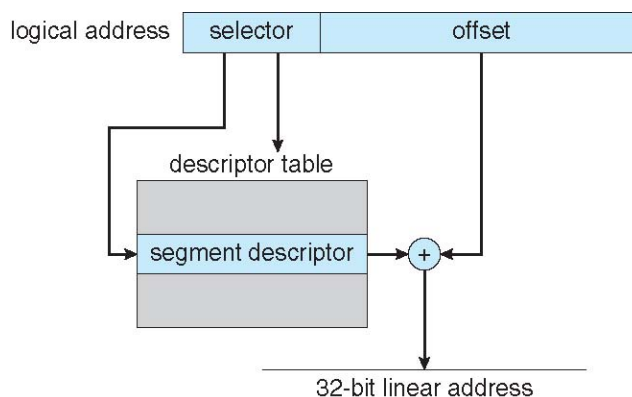 logical address selector offset
descriptor table
segment descriptor +
32-bit linear address